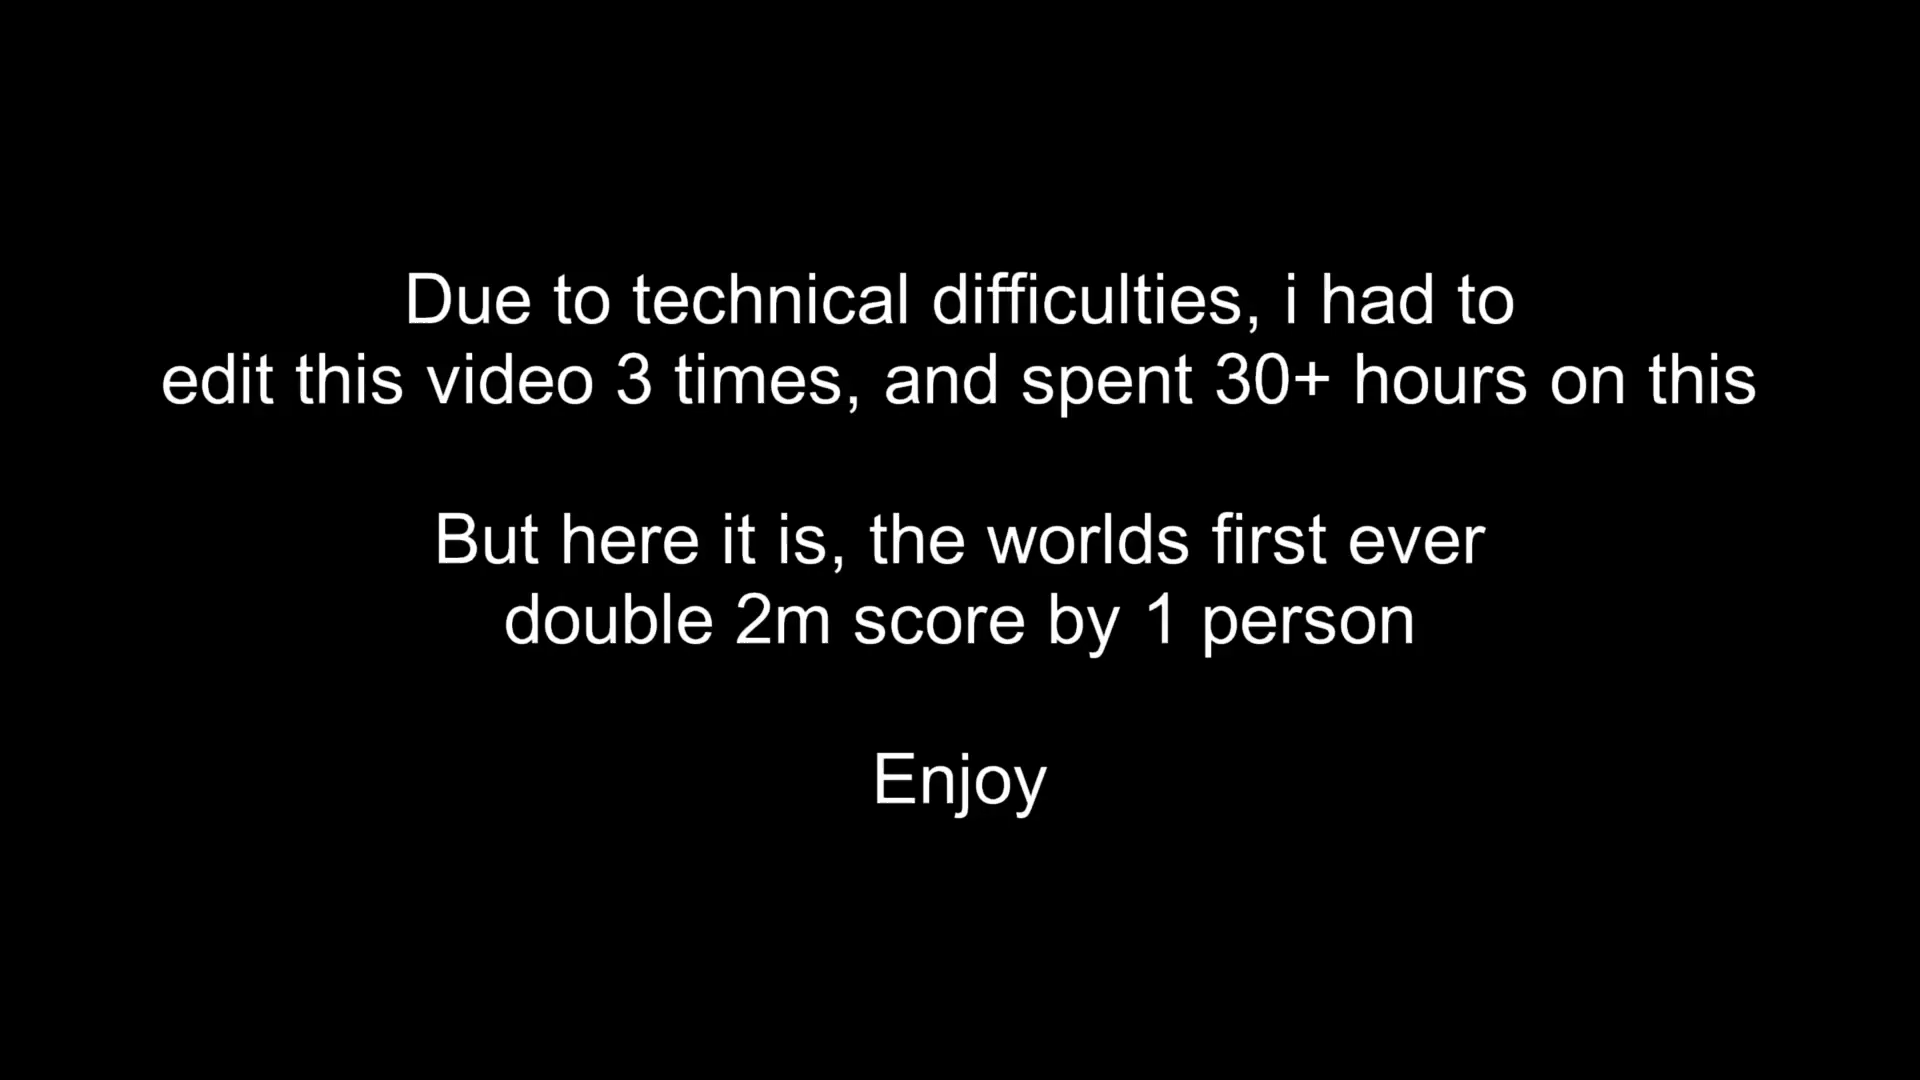 Due to technical difficulties, i had to
edit this video 3 times, and spent 30+ hours on this
But here it is, the worlds first ever
double 2m score by 1 person
Enjoy